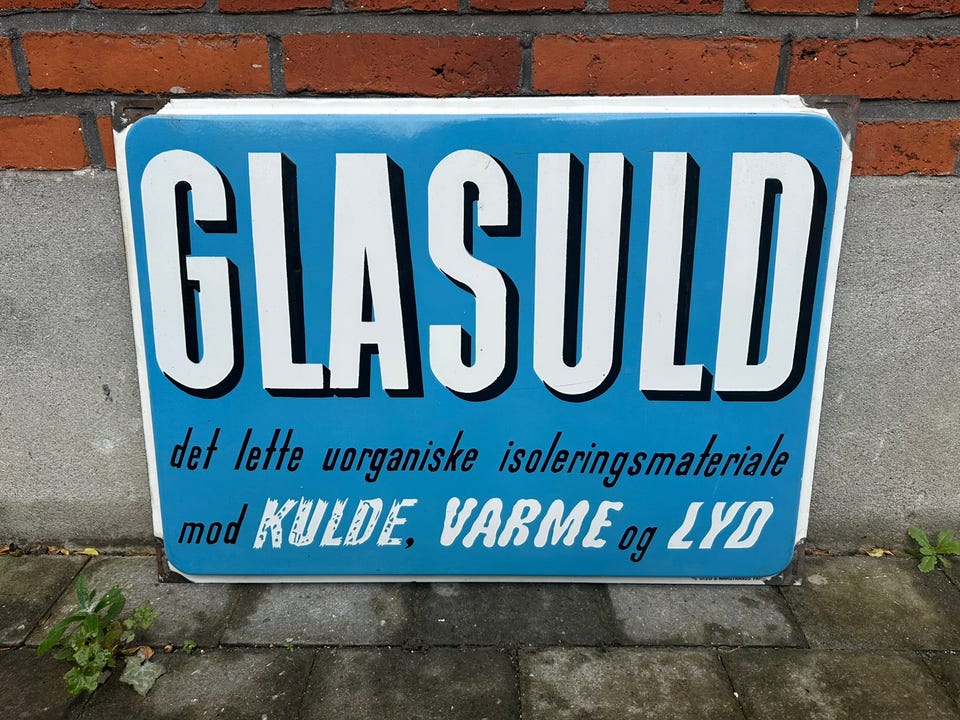 GLASULD
det lette uorganiske isoleringsmateriale
mod KULDE, VARME og LYD